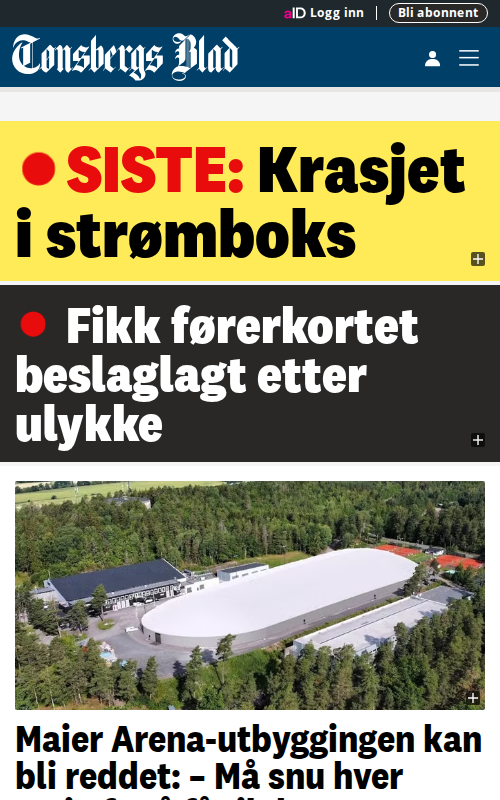 aID Logg inn
Bli abonnent
Tønsbergs Blad
SISTE: Krasjet
i strømboks
Fikk førerkortet
beslaglagt etter
ulykke
Maier Arena-utbyggingen kan
bli reddet: – Må snu hver